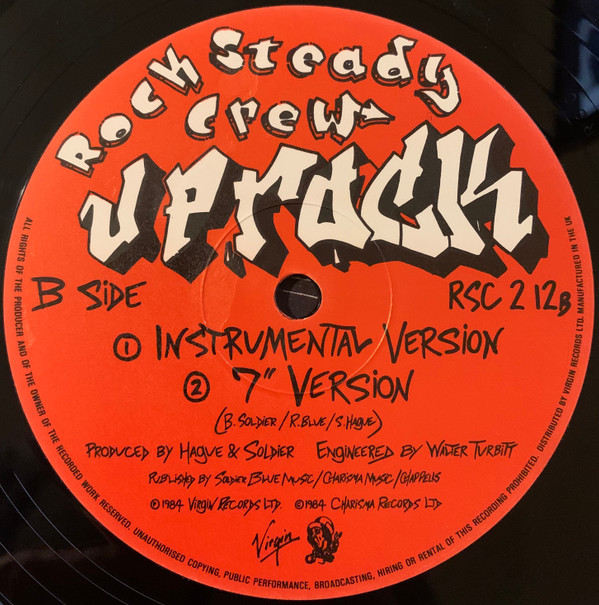 Rock Steady
Crew
UPROCK
B SIDE
RSC 2 12B
① INSTRUMENTAL VERSION
② 7" VERSION
(B. SOLDIER / R. BLUE / S. HAGUE)
PRODUCED BY HAGUE & SOLDIER ENGINEERED BY WALTER TURBITT
PUBLISHED BY SOLDIER BLUE MUSIC / CHARISMA MUSIC / CHAPPELLS
℗1984 VIRGIN RECORDS LTD. ©1984 CHARISMA RECORDS LTD
Virgin
ALL RIGHTS OF THE PRODUCER AND OF THE OWNER OF THE RECORDED WORK RESERVED. UNAUTHORISED COPYING, PUBLIC PERFORMANCE, BROADCASTING, HIRING OR RENTAL OF THIS RECORDING PROHIBITED. DISTRIBUTED BY VIRGIN RECORDS LTD. MANUFACTURED IN THE UK